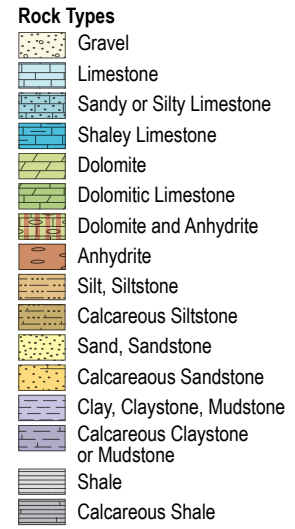 Rock Types
Gravel
Limestone
Sandy or Silty Limestone
Shaley Limestone
Dolomite
Dolomitic Limestone
Dolomite and Anhydrite
Anhydrite
Silt, Siltstone
Calcareous Siltstone
Sand, Sandstone
Calcareaous Sandstone
Clay, Claystone, Mudstone
Calcareous Claystone
or Mudstone
Shale
Calcareous Shale